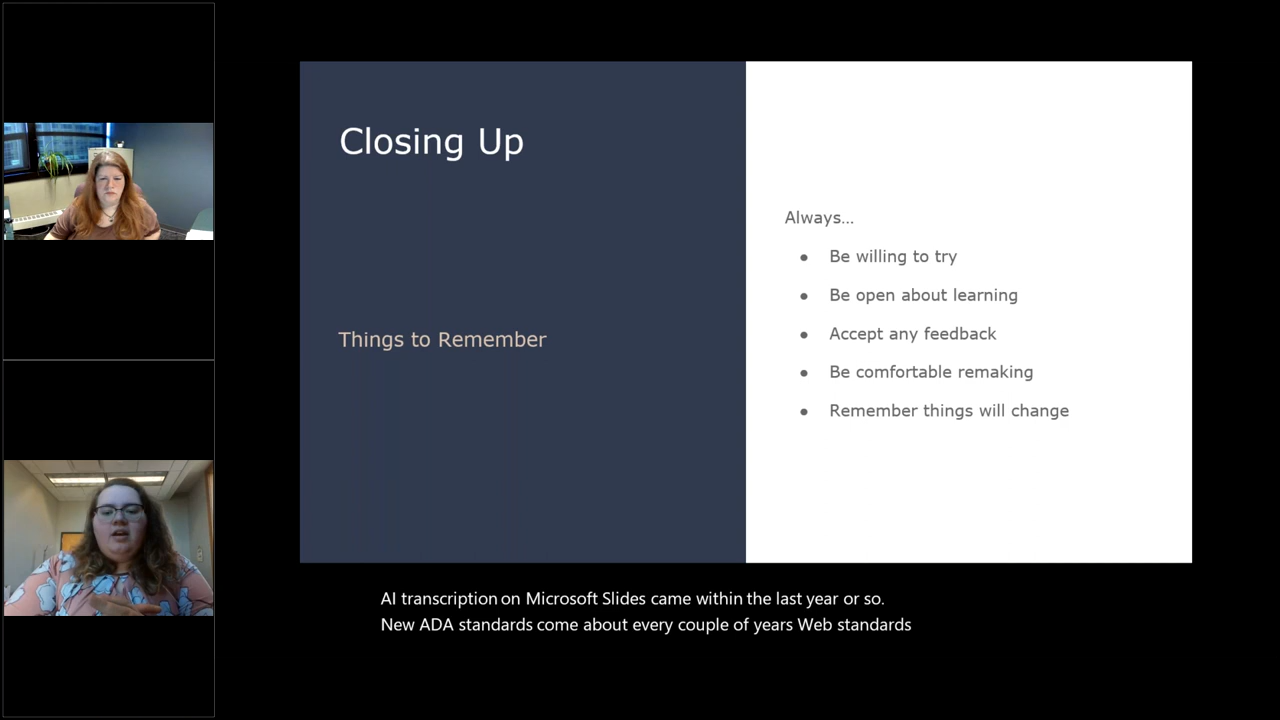 Closing Up
Things to Remember
Always...
● Be willing to try
● Be open about learning
● Accept any feedback
● Be comfortable remaking
● Remember things will change
AI transcription on Microsoft Slides came within the last year or so.
New ADA standards come about every couple of years Web standards